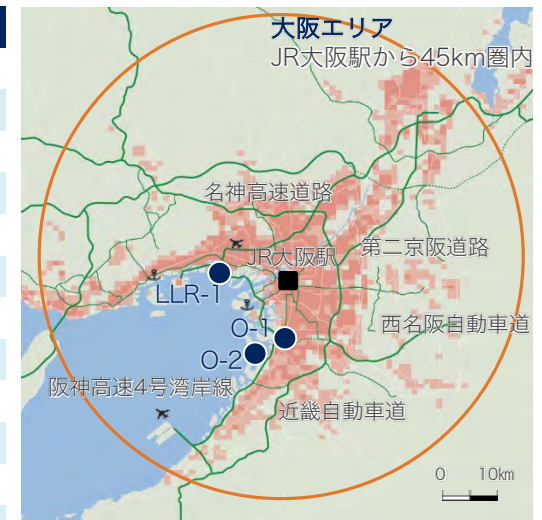 大阪エリア
JR大阪駅から45km圏内
名神高速道路
JR大阪駅
第二京阪道路
LLR-1
O-1
西名阪自動車道
O-2
阪神高速4号湾岸線
近畿自動車道
0 10km